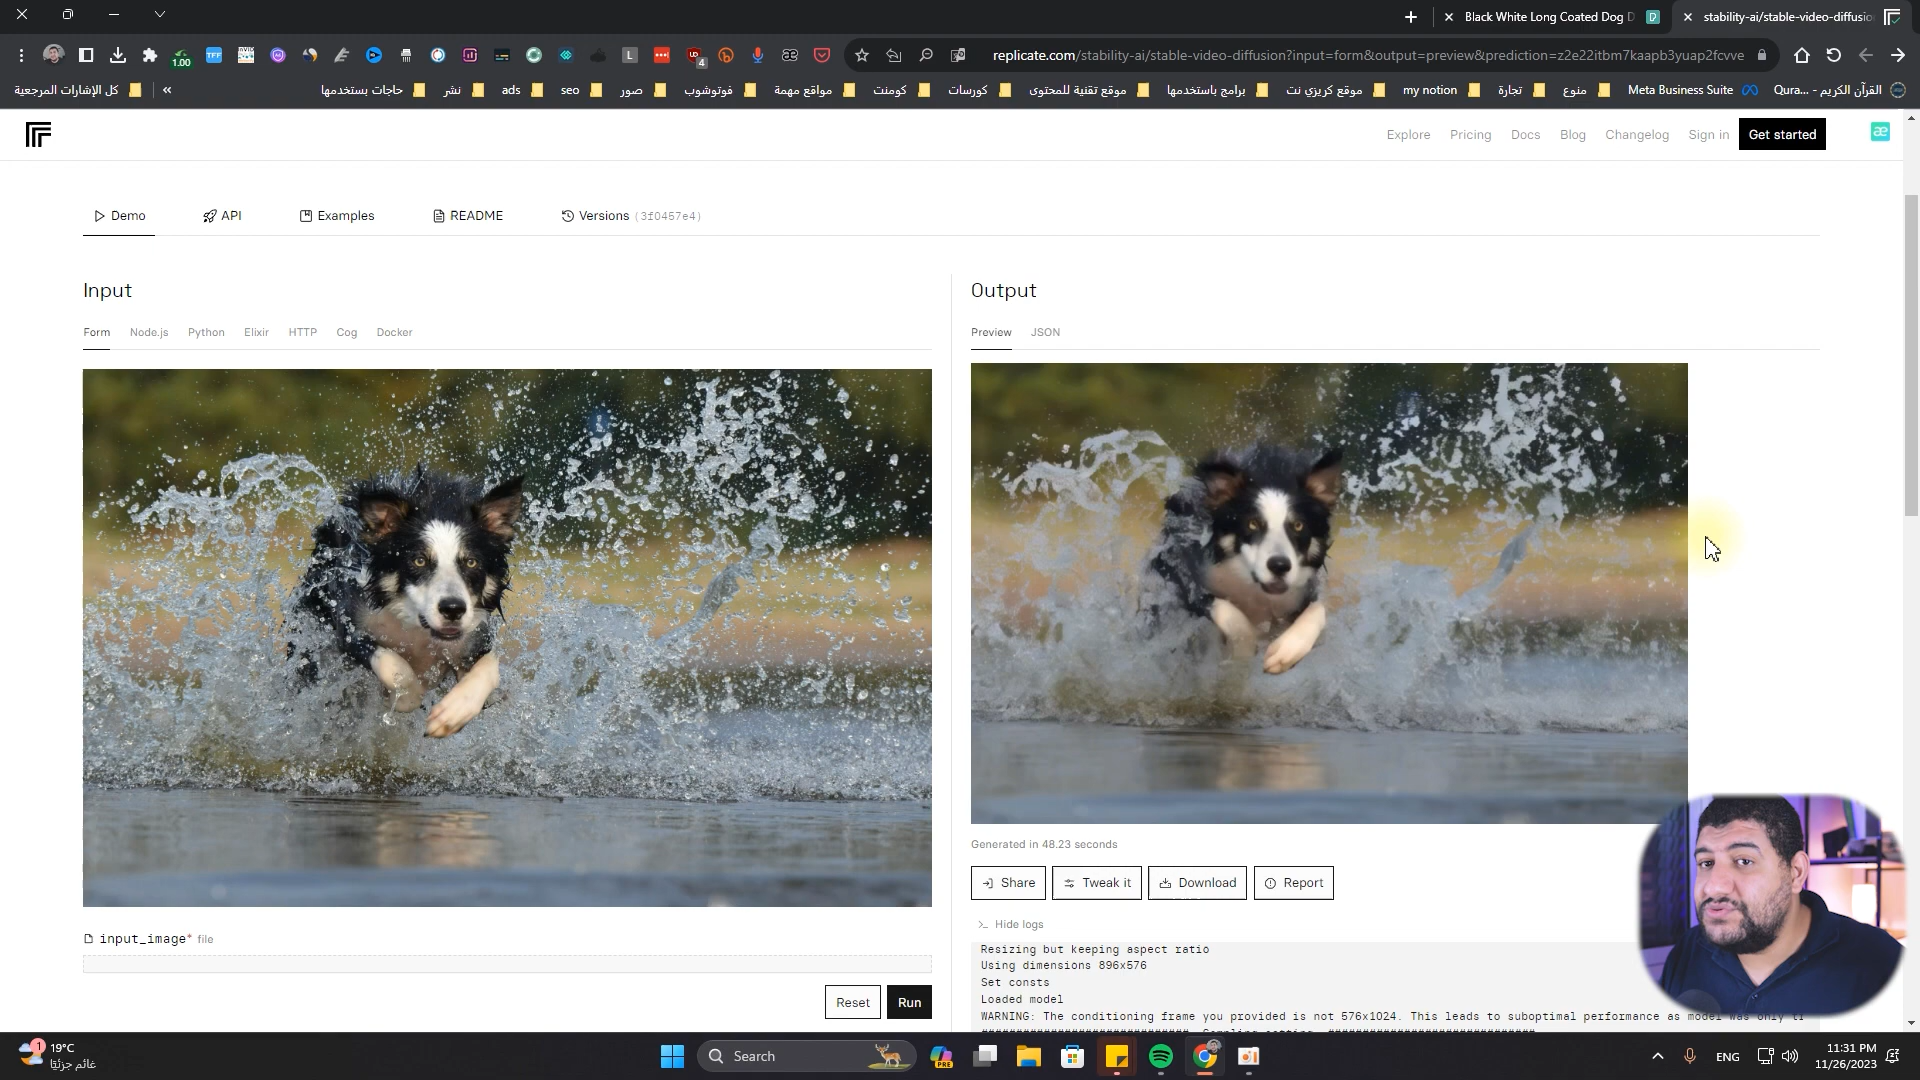 Black White Long Coated Dog D
stability-ai/stable-video-diffusio
1.00
TFF
4
replicate.com/stability-ai/stable-video-diffusion?input=form&output=preview&prediction=z2e22itbm7kaapb3yuap2fcvve
القرآن الكريم - Qura...
Meta Business Suite
منوع
تجارة
my notion
موقع كريزي نت
برامج باستخدمها
موقع تقنية للمحتوى
كورسات
مواقع مهمة
كومنت
فوتوشوب
صور
seo
ads
نشر
حاجات بستخدمها
»
كل الإشارات المرجعية
Explore
Pricing
Docs
Blog
Changelog
Sign in
Get started
æ
Demo
API
Examples
README
Versions (3f0457e4)
Input
Form
Node.js
Python
Elixir
HTTP
Cog
Docker
input_image* file
Reset
Run
Output
Preview
JSON
Generated in 48.23 seconds
Share
Tweak it
Download
Report
>_ Hide logs
Resizing but keeping aspect ratio
Using dimensions 896x576
Set consts
Loaded model
WARNING: The conditioning frame you provided is not 576x1024. This leads to suboptimal performance as model was only tr
1
19°C
غائم جزئيًا
Search
PRE
ENG
11:31 PM
11/26/2023